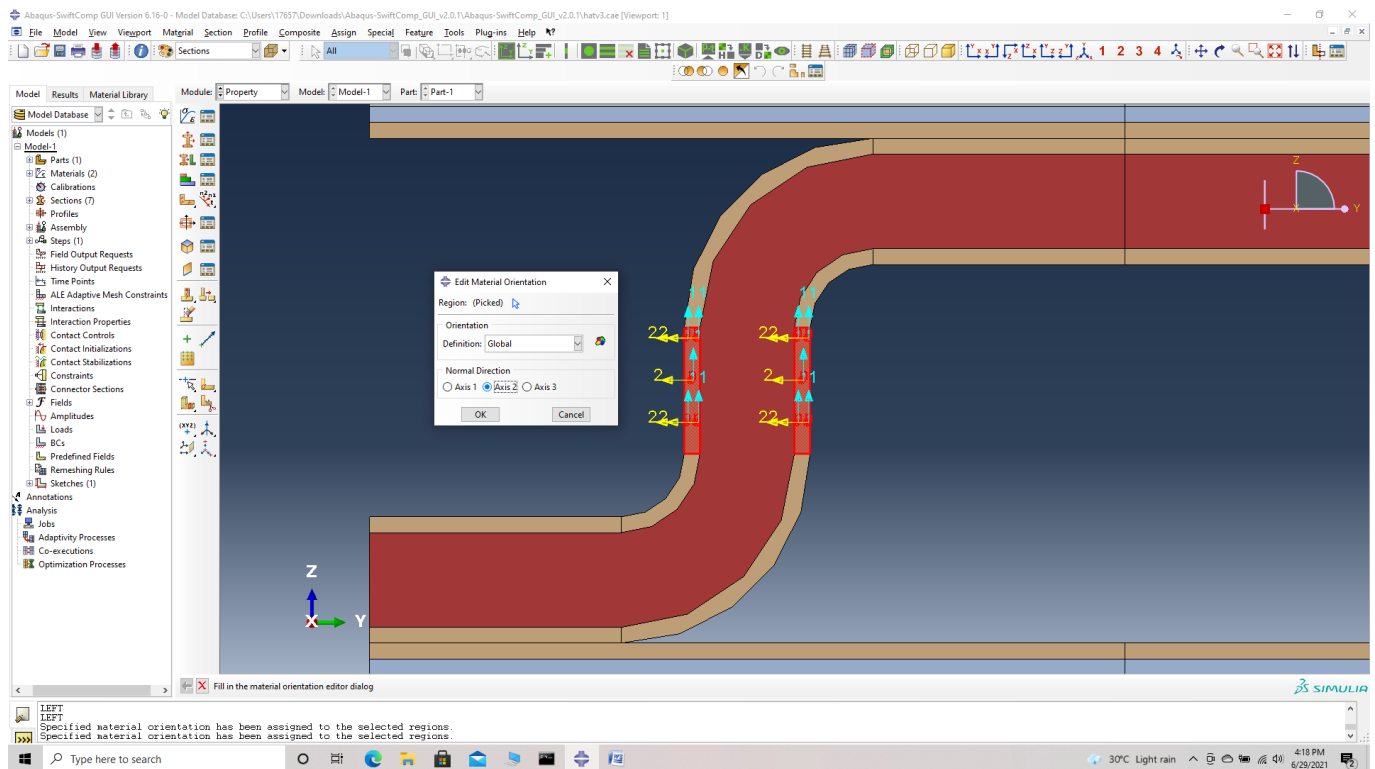 Abaqus-SwiftComp GUI Version 6.16-0 - Model Database: C:\Users\17657\Downloads\Abaqus-SwiftComp_GUI_v2.0.1\Abaqus-SwiftComp_GUI_v2.0.1\hatv3.cae [Viewport: 1]
File Model View Viewport Material Section Profile Composite Assign Special Feature Tools Plug-ins Help
Sections All 1 2 3 4
Model Results Material Library Module: Property Model: Model-1 Part: Part-1
Model Database
Models (1)
Model-1
Parts (1)
Materials (2)
Calibrations
Sections (7)
Profiles
Assembly
Steps (1)
Field Output Requests
History Output Requests
Time Points
ALE Adaptive Mesh Constraints
Interactions
Interaction Properties
Contact Controls
Contact Initializations
Contact Stabilizations
Constraints
Connector Sections
Fields
Amplitudes
Loads
BCs
Predefined Fields
Remeshing Rules
Sketches (1)
Annotations
Analysis
Jobs
Adaptivity Processes
Co-executions
Optimization Processes
Edit Material Orientation
Region: (Picked)
Orientation
Definition: Global
Normal Direction
Axis 1 Axis 2 Axis 3
OK Cancel
22 22
2 2
22 22
Z
X Y
Z
X Y
Fill in the material orientation editor dialog
SIMULIA
LEFT
LEFT
Specified material orientation has been assigned to the selected regions.
Specified material orientation has been assigned to the selected regions.
Type here to search
30°C Light rain
4:18 PM
6/29/2021